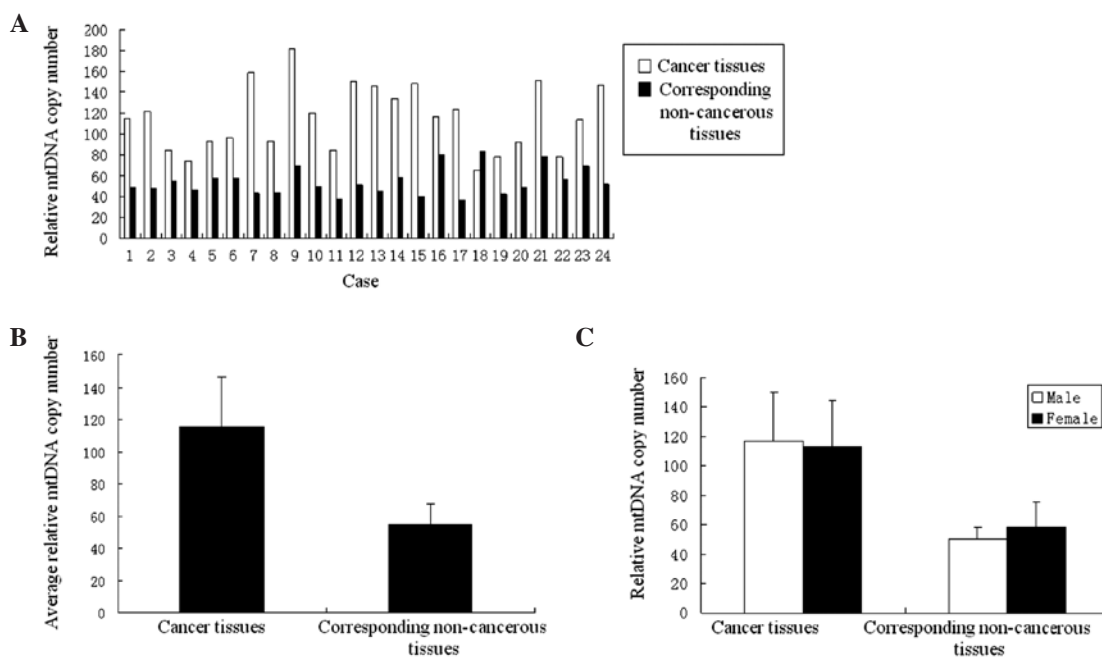 A
Relative mtDNA copy number
200
180
160
140
120
100
80
60
40
20
0
1 2 3 4 5 6 7 8 9 10 11 12 13 14 15 16 17 18 19 20 21 22 23 24
Case
Cancer tissues
Corresponding
non-cancerous
tissues
B
Average relative mtDNA copy number
160
140
120
100
80
60
40
20
0
Cancer tissues
Corresponding non-cancerous
tissues
C
Relative mtDNA copy number
160
140
120
100
80
60
40
20
0
Cancer tissues
Corresponding non-cancerous
tissues
Male
Female